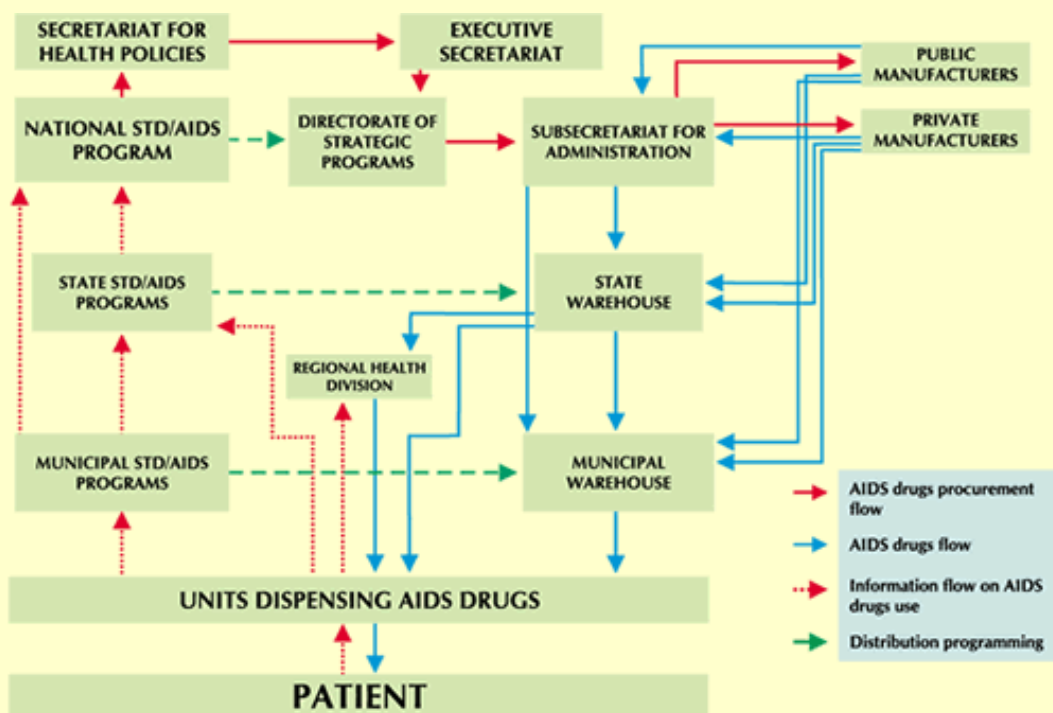 SECRETARIAT FOR
HEALTH POLICIES
EXECUTIVE
SECRETARIAT
PUBLIC
MANUFACTURERS
NATIONAL STD/AIDS
PROGRAM
DIRECTORATE OF
STRATEGIC
PROGRAMS
SUBSECRETARIAT FOR
ADMINISTRATION
PRIVATE
MANUFACTURERS
STATE STD/AIDS
PROGRAMS
STATE
WAREHOUSE
REGIONAL HEALTH
DIVISION
MUNICIPAL STD/AIDS
PROGRAMS
MUNICIPAL
WAREHOUSE
AIDS drugs procurement
flow
AIDS drugs flow
Information flow on AIDS
drugs use
Distribution programming
UNITS DISPENSING AIDS DRUGS
PATIENT